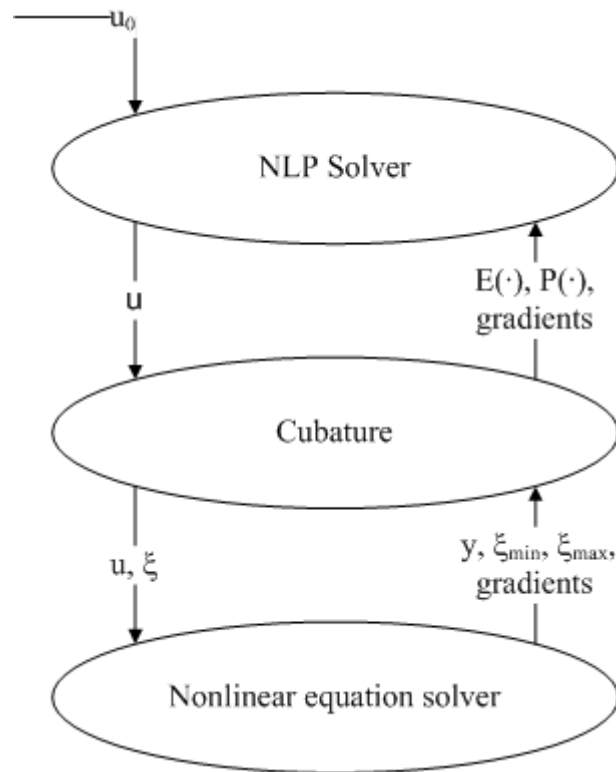 u₀
NLP Solver
u
E(·), P(·),
gradients
Cubature
u, ξ
y, ξmin, ξmax,
gradients
Nonlinear equation solver